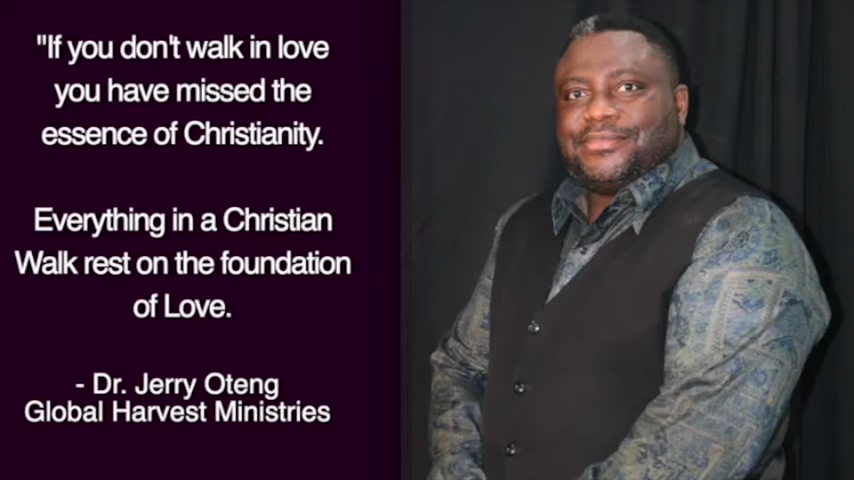 "If you don't walk in love
you have missed the
essence of Christianity.
Everything in a Christian
Walk rest on the foundation
of Love.
- Dr. Jerry Oteng
Global Harvest Ministries